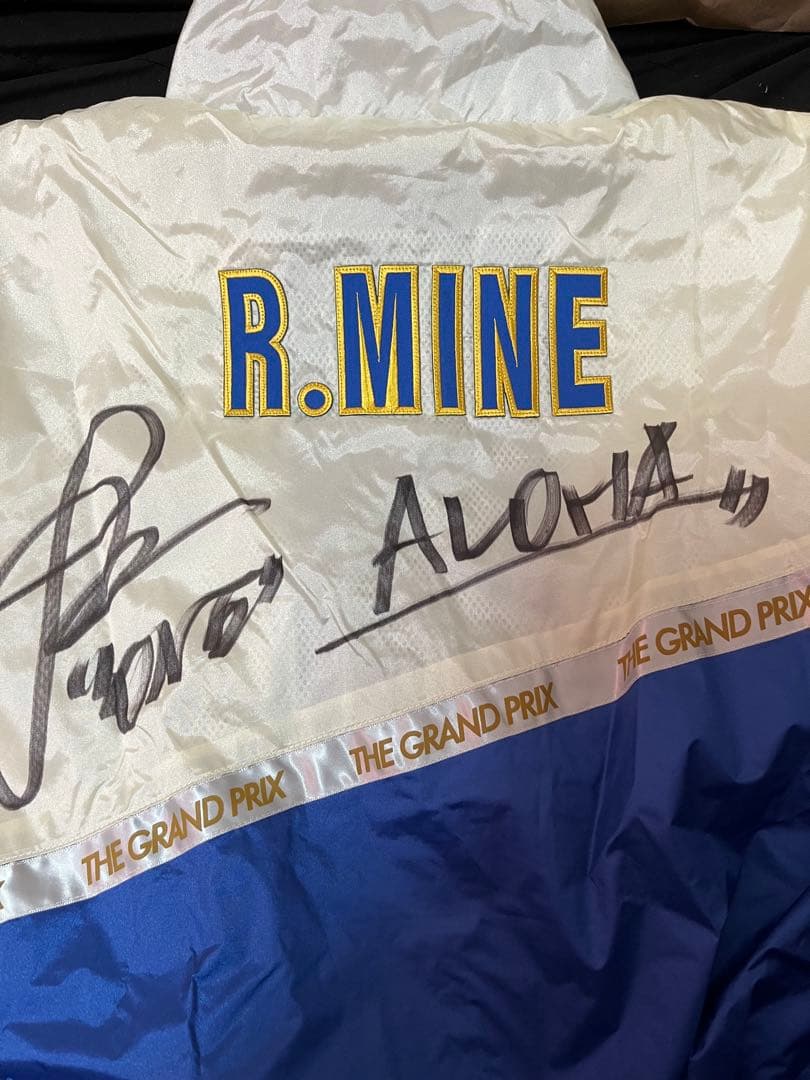 R.MINE
ALOHA"
THE GRAND PRIX
THE GRAND PRIX
THE GRAND PRIX
X